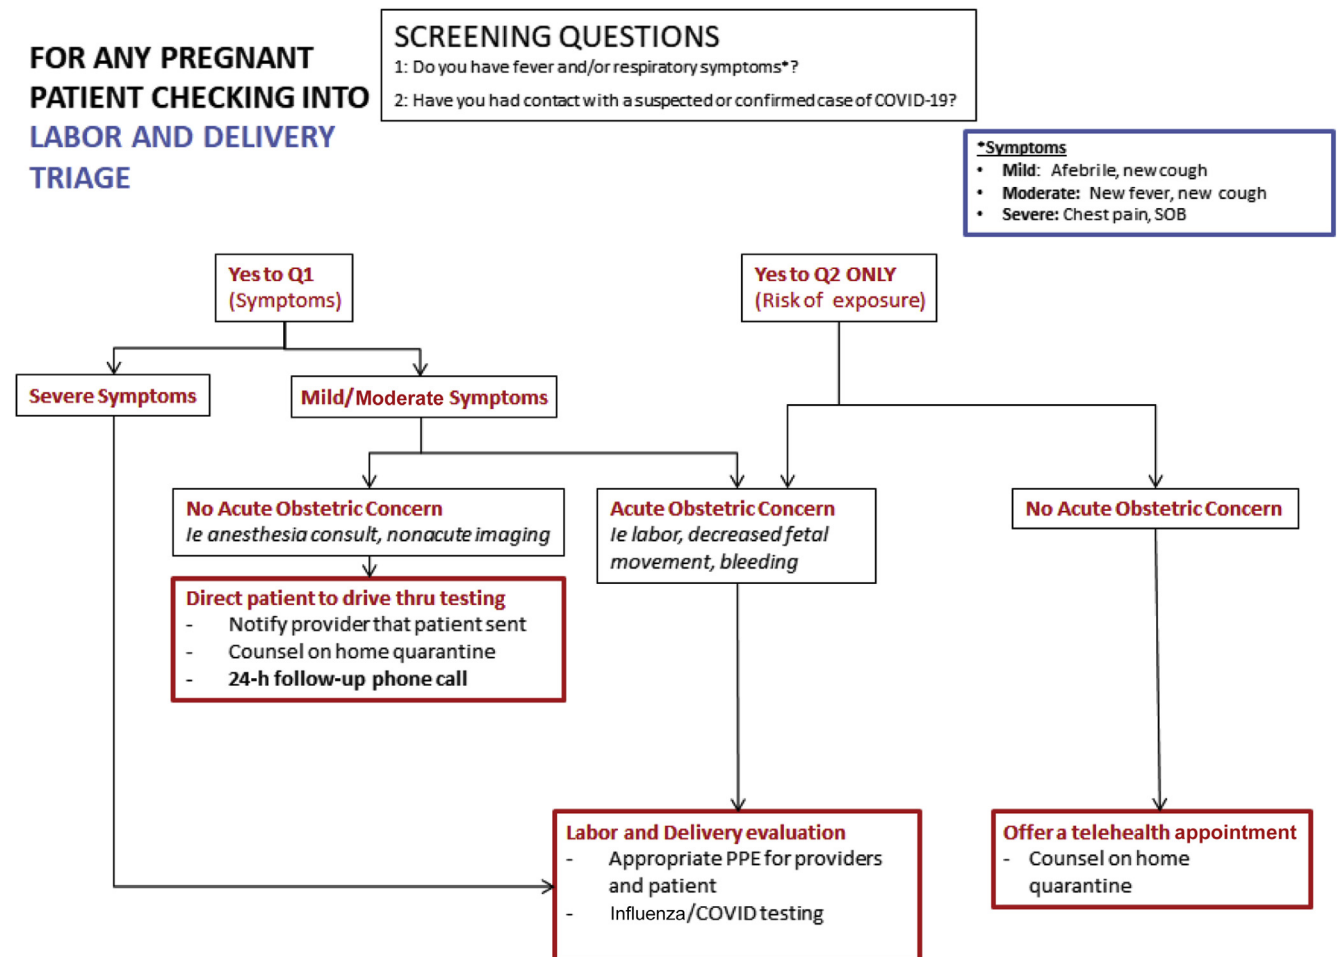 FOR ANY PREGNANT
PATIENT CHECKING INTO
LABOR AND DELIVERY
TRIAGE
SCREENING QUESTIONS
1: Do you have fever and/or respiratory symptoms*?
2: Have you had contact with a suspected or confirmed case of COVID-19?
*Symptoms
• Mild: Afebrile, new cough
• Moderate: New fever, new cough
• Severe: Chest pain, SOB
Yes to Q1
(Symptoms)
Yes to Q2 ONLY
(Risk of exposure)
Severe Symptoms
Mild/Moderate Symptoms
No Acute Obstetric Concern
Ie anesthesia consult, nonacute imaging
Acute Obstetric Concern
Ie labor, decreased fetal
movement, bleeding
No Acute Obstetric Concern
Direct patient to drive thru testing
- Notify provider that patient sent
- Counsel on home quarantine
- 24-h follow-up phone call
Labor and Delivery evaluation
- Appropriate PPE for providers
and patient
- Influenza/COVID testing
Offer a telehealth appointment
- Counsel on home
quarantine